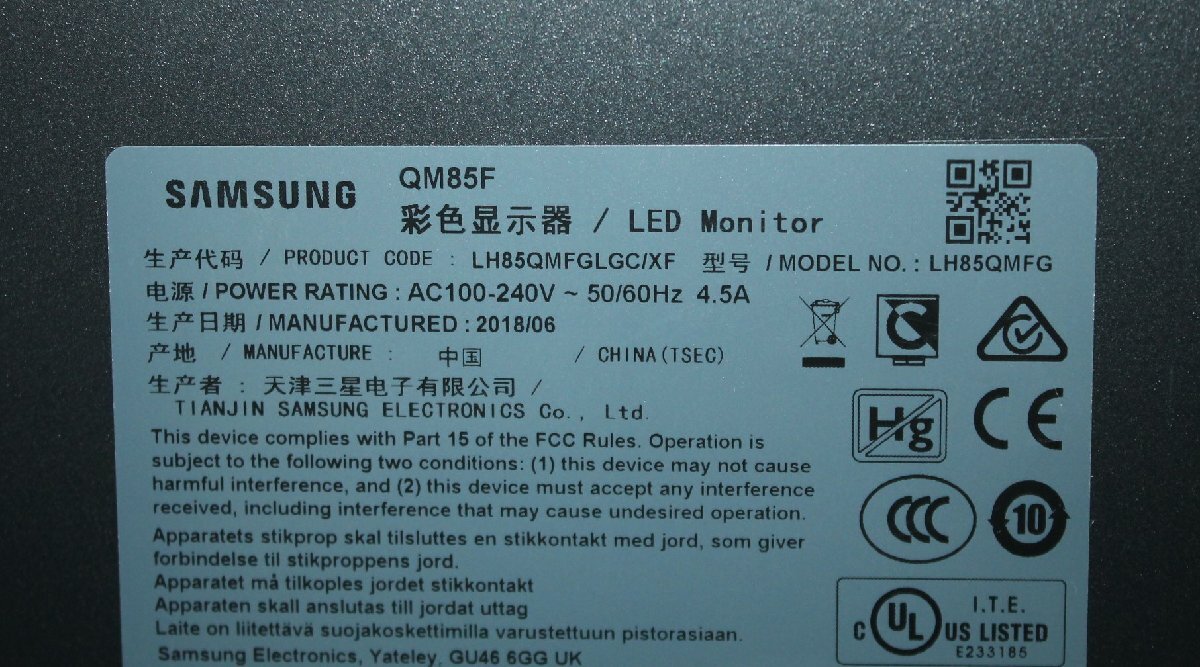 SAMSUNG
QM85F
彩色显示器 / LED Monitor
生产代码 / PRODUCT CODE : LH85QMFGLGC/XF 型号 / MODEL NO. : LH85QMFG
电源 / POWER RATING : AC100-240V ~ 50/60Hz 4.5A
生产日期 / MANUFACTURED : 2018/06
产地 / MANUFACTURE : 中国 / CHINA(TSEC)
生产者 : 天津三星电子有限公司 /
TIANJIN SAMSUNG ELECTRONICS Co., Ltd.
This device complies with Part 15 of the FCC Rules. Operation is
subject to the following two conditions: (1) this device may not cause
harmful interference, and (2) this device must accept any interference
received, including interference that may cause undesired operation.
Apparatets stikprop skal tilsluttes en stikkontakt med jord, som giver
forbindelse til stikproppens jord.
Apparatet må tilkoples jordet stikkontakt
Apparaten skall anslutas till jordat uttag
Laite on liitettävä suojakoskettimilla varustettuun pistorasiaan.
Samsung Electronics, Yateley, GU46 6GG UK
C
Hg
CE
CCC
10
C UL US LISTED
I.T.E.
E233185